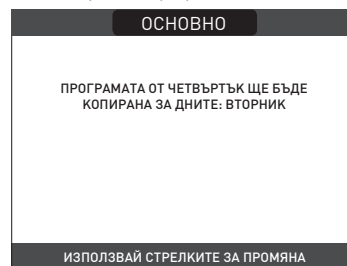 ОСНОВНО
ПРОГРАМАТА ОТ ЧЕТВЪРТЪК ЩЕ БЪДЕ
КОПИРАНА ЗА ДНИТЕ: ВТОРНИК
ИЗПОЛЗВАЙ СТРЕЛКИТЕ ЗА ПРОМЯНА